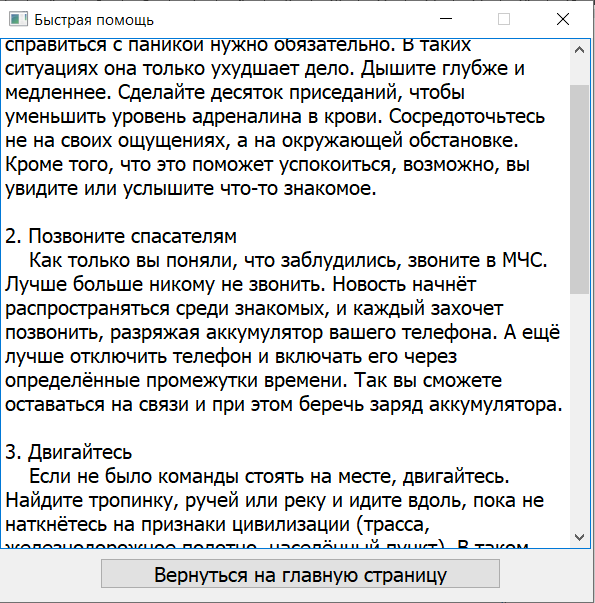 Быстрая помощь
справиться с паникой нужно обязательно. В таких
ситуациях она только ухудшает дело. Дышите глубже и
медленнее. Сделайте десяток приседаний, чтобы
уменьшить уровень адреналина в крови. Сосредоточьтесь
не на своих ощущениях, а на окружающей обстановке.
Кроме того, что это поможет успокоиться, возможно, вы
увидите или услышите что-то знакомое.
2. Позвоните спасателям
Как только вы поняли, что заблудились, звоните в МЧС.
Лучше больше никому не звонить. Новость начнёт
распространяться среди знакомых, и каждый захочет
позвонить, разряжая аккумулятор вашего телефона. А ещё
лучше отключить телефон и включать его через
определённые промежутки времени. Так вы сможете
оставаться на связи и при этом беречь заряд аккумулятора.
3. Двигайтесь
Если не было команды стоять на месте, двигайтесь.
Найдите тропинку, ручей или реку и идите вдоль, пока не
наткнётесь на признаки цивилизации (трасса,
железнодорожное полотно, населённый пункт). В таком
Вернуться на главную страницу